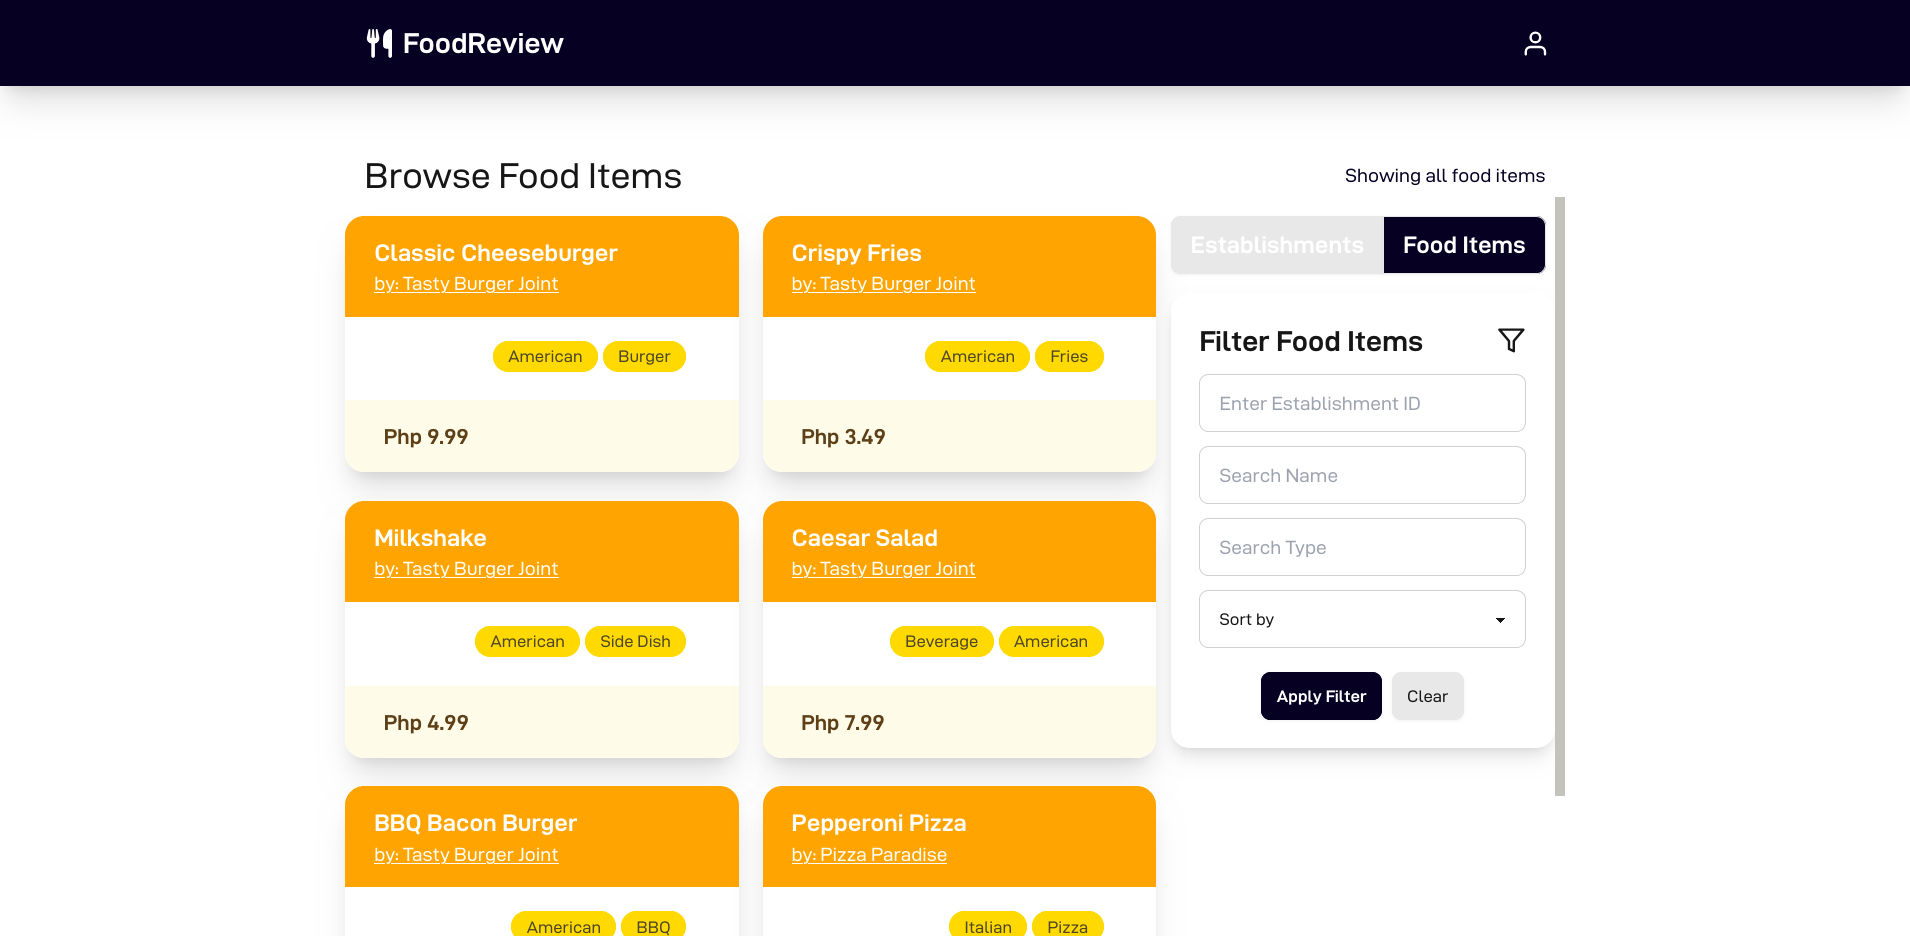 FoodReview
Browse Food Items
Showing all food items
Classic Cheeseburger
by: Tasty Burger Joint
American Burger
Php 9.99
Crispy Fries
by: Tasty Burger Joint
American Fries
Php 3.49
Milkshake
by: Tasty Burger Joint
American Side Dish
Php 4.99
Caesar Salad
by: Tasty Burger Joint
Beverage American
Php 7.99
BBQ Bacon Burger
by: Tasty Burger Joint
American BBQ
Pepperoni Pizza
by: Pizza Paradise
Italian Pizza
Establishments Food Items
Filter Food Items
Enter Establishment ID
Search Name
Search Type
Sort by
Apply Filter Clear